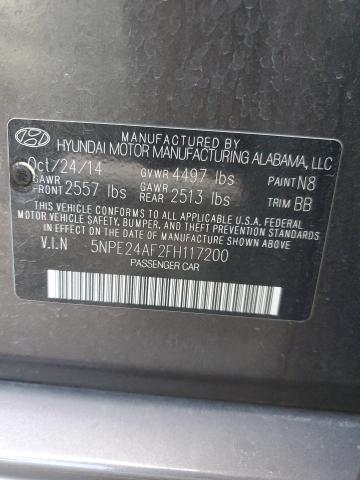 MANUFACTURED BY
HYUNDAI MOTOR MANUFACTURING ALABAMA, LLC
Oct/24/14 GVWR 4497 lbs PAINT N8
GAWR FRONT 2557 lbs GAWR REAR 2513 lbs TRIM BB
THIS VEHICLE CONFORMS TO ALL APPLICABLE U.S.A. FEDERAL
MOTOR VEHICLE SAFETY, BUMPER, AND THEFT PREVENTION
STANDARDS IN EFFECT ON THE DATE OF MANUFACTURE SHOWN ABOVE.
V.I.N 5NPE24AF2FH117200
PASSENGER CAR